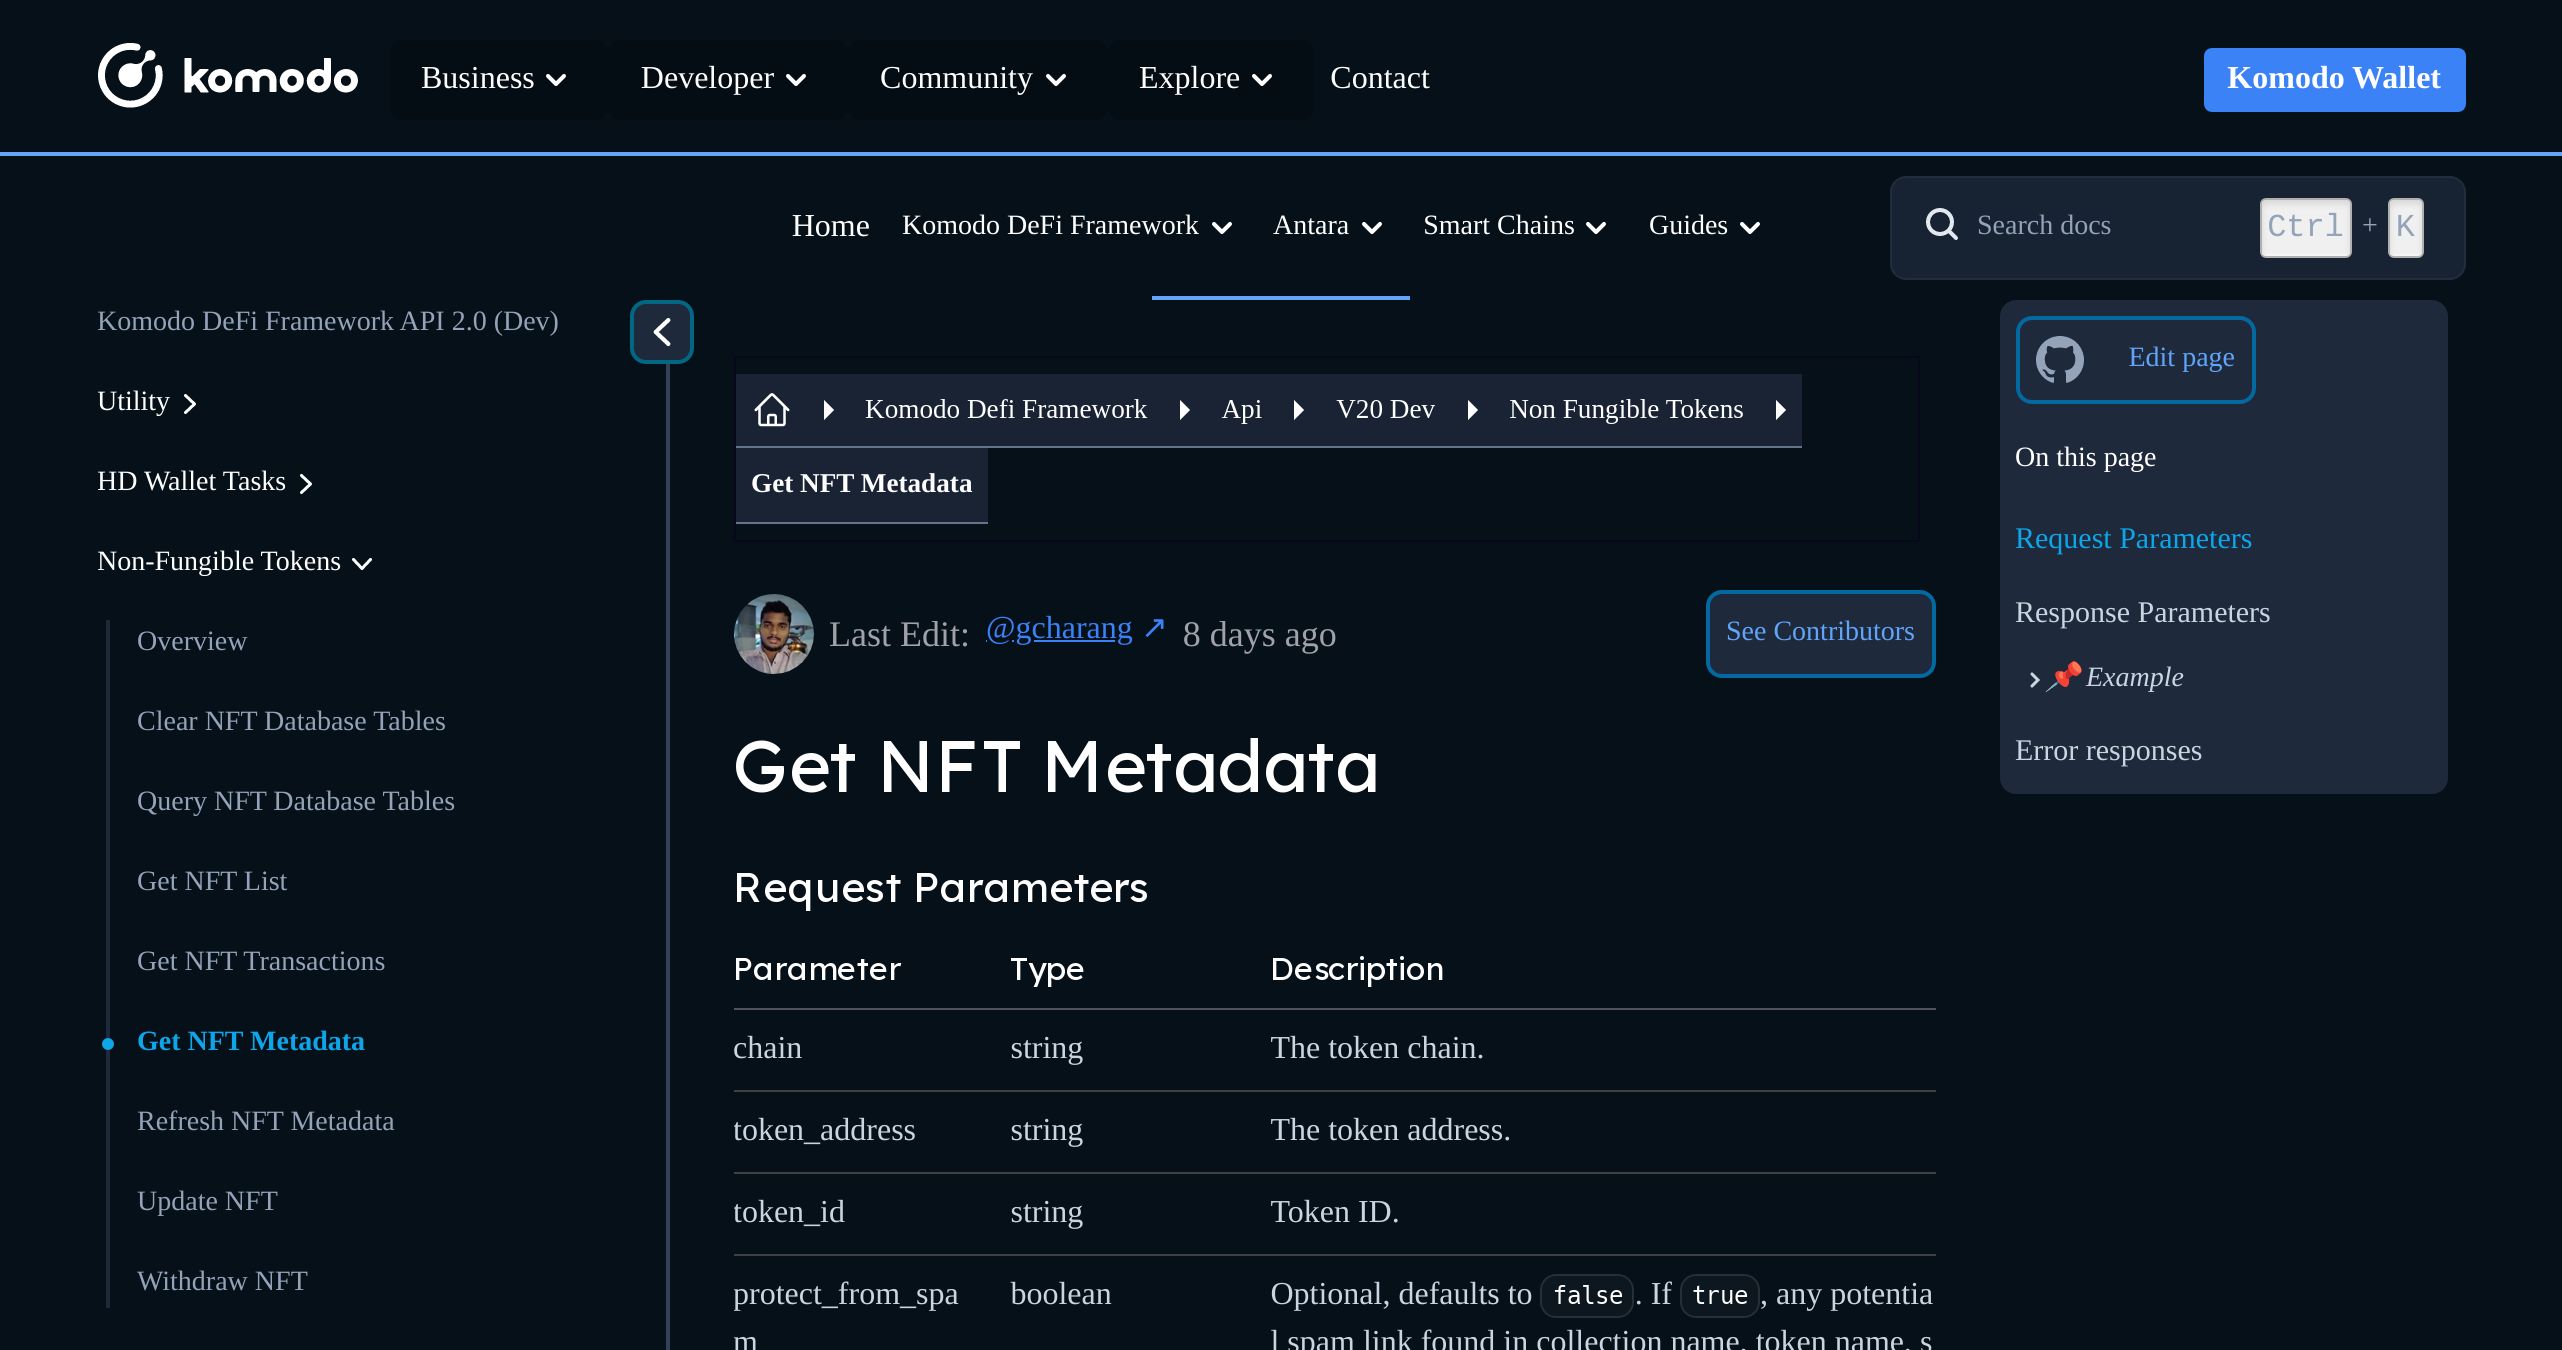 komodo
Business
Developer
Community
Explore
Contact
Komodo Wallet
Home
Komodo DeFi Framework
Antara
Smart Chains
Guides
Search docs
Ctrl + K
Komodo DeFi Framework API 2.0 (Dev)
Utility
HD Wallet Tasks
Non-Fungible Tokens
Overview
Clear NFT Database Tables
Query NFT Database Tables
Get NFT List
Get NFT Transactions
Get NFT Metadata
Refresh NFT Metadata
Update NFT
Withdraw NFT
Komodo Defi Framework
Api
V20 Dev
Non Fungible Tokens
Get NFT Metadata
Last Edit: @gcharang ↗ 8 days ago
See Contributors
Get NFT Metadata
Request Parameters
Parameter Type Description
chain string The token chain.
token_address string The token address.
token_id string Token ID.
protect_from_spa boolean Optional, defaults to false. If true, any potentia
m l spam link found in collection name, token name, s
Edit page
On this page
Request Parameters
Response Parameters
📌 Example
Error responses